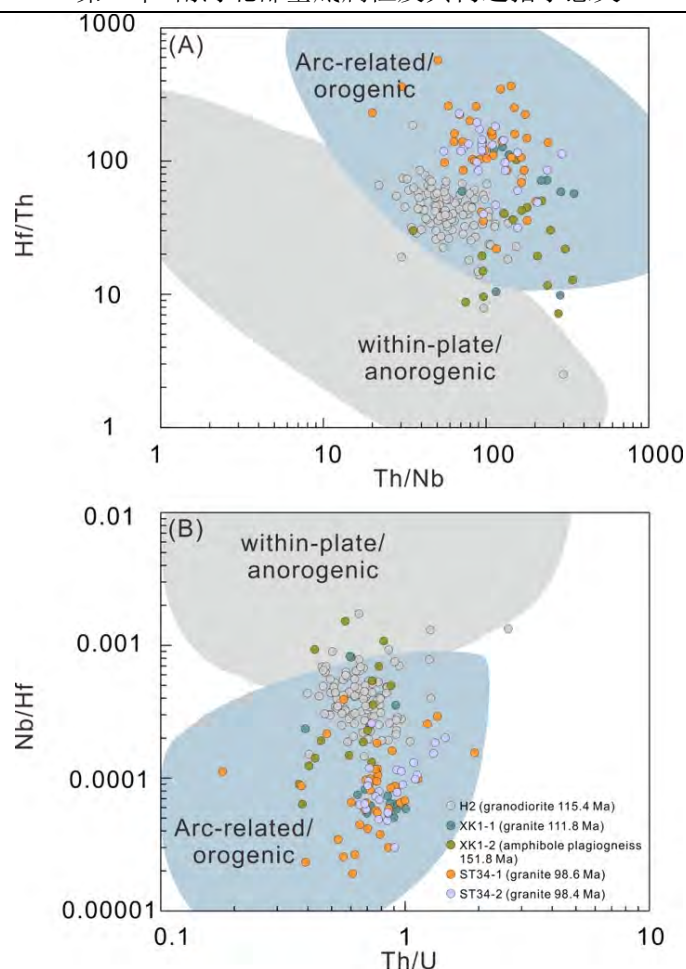 1000
(A)
Arc-related/
orogenic
100
Hf/Th
10
within-plate/
anorogenic
1
1
10
100
1000
Th/Nb
0.01
(B)
within-plate/
anorogenic
0.001
Nb/Hf
0.0001
Arc-related/
orogenic
H2 (granodiorite 115.4 Ma)
XK1-1 (granite 111.8 Ma)
XK1-2 (amphibole plagiogneiss
151.8 Ma)
ST34-1 (granite 98.6 Ma)
ST34-2 (granite 98.4 Ma)
0.00001
0.1
1
10
Th/U